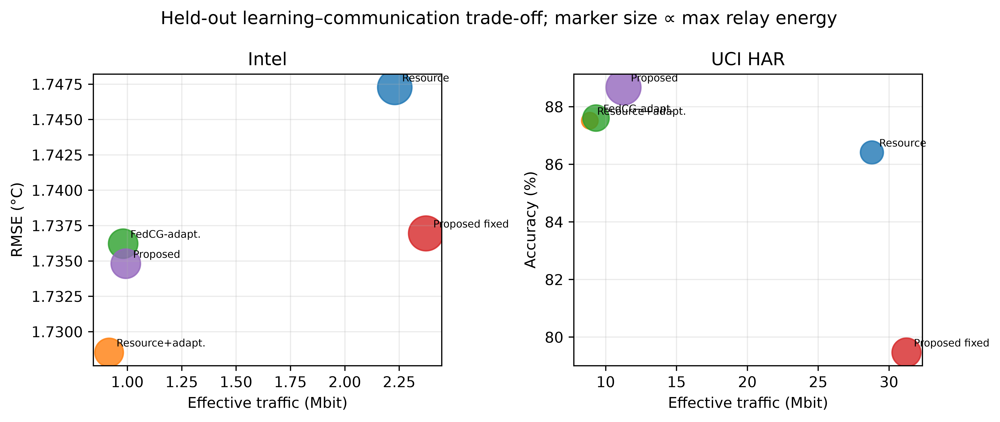 Held-out learning–communication trade-off; marker size ∝ max relay energy
Intel
RMSE (°C)
1.7475
1.7450
1.7425
1.7400
1.7375
1.7350
1.7325
1.7300
Resource
Proposed fixed
FedCG-adapt.
Proposed
Resource+adapt.
1.00 1.25 1.50 1.75 2.00 2.25
Effective traffic (Mbit)
UCI HAR
Accuracy (%)
88
86
84
82
80
Proposed
FedCG-adapt.
Resource+adapt.
Resource
Proposed fixed
10 15 20 25 30
Effective traffic (Mbit)